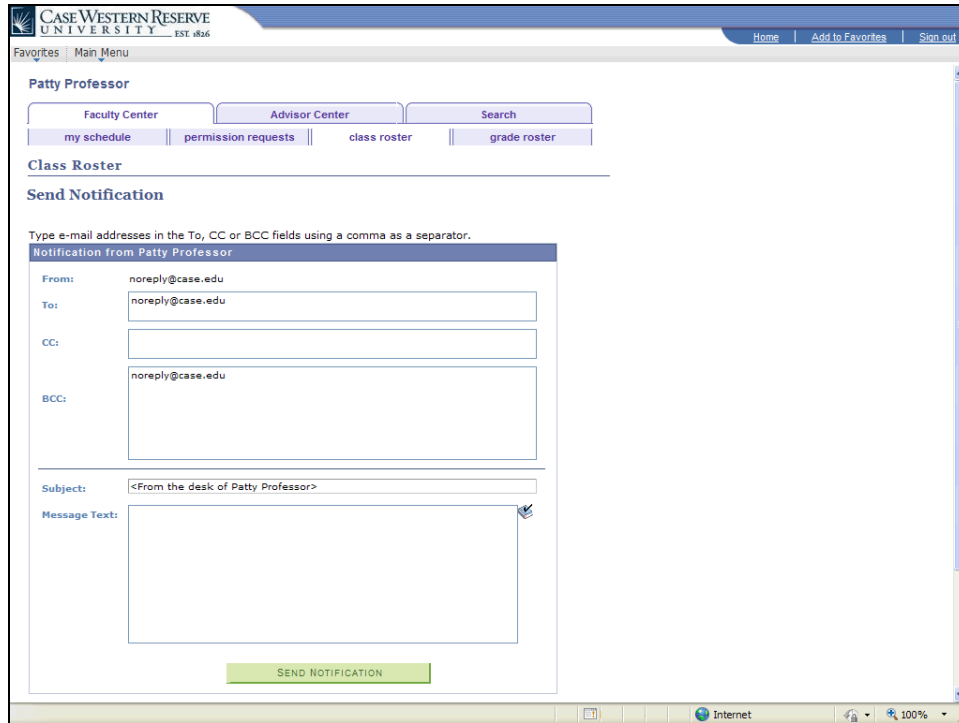 CASE WESTERN RESERVE
UNIVERSITY EST. 1826
Home | Add to Favorites | Sign out
Favorites Main Menu
Patty Professor
Faculty Center Advisor Center Search
my schedule permission requests class roster grade roster
Class Roster
Send Notification
Type e-mail addresses in the To, CC or BCC fields using a comma as a separator.
Notification from Patty Professor
From: noreply@case.edu
To: noreply@case.edu
CC:
BCC: noreply@case.edu
Subject: <From the desk of Patty Professor>
Message Text:
SEND NOTIFICATION
Internet 100%